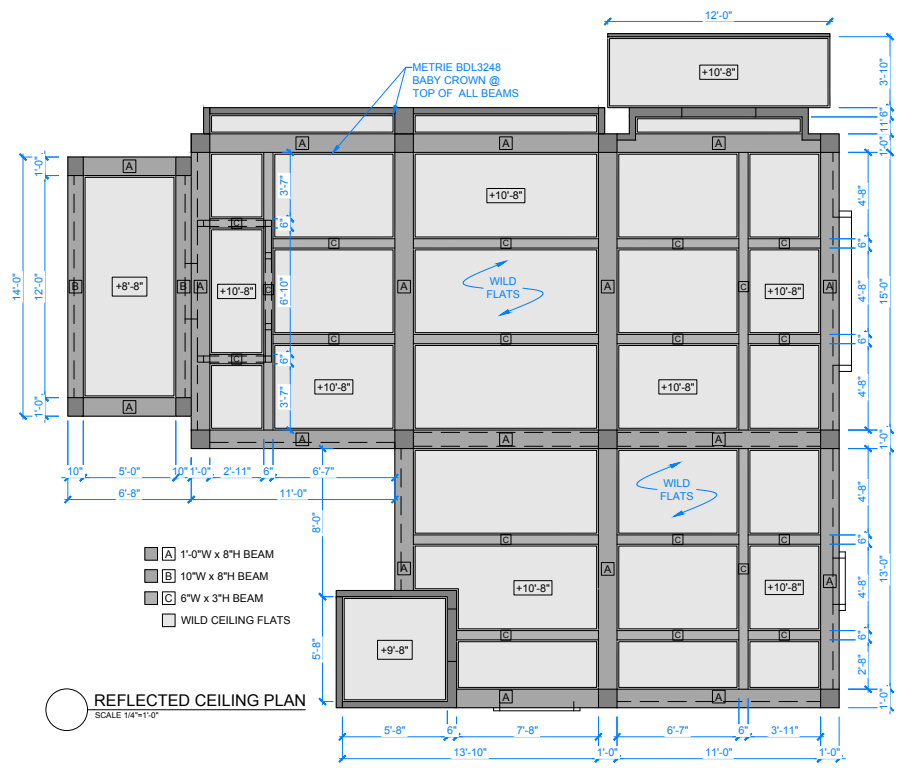 12'-0"
METRIE BDL3248
BABY CROWN @
TOP OF ALL BEAMS
+10'-8"
3'-10"
6"
11"
1'-0"
A
A
A
A
1'-0"
3'-7"
+10'-8"
4'-8"
C
6"
C
C
C
6"
14'-0"
12'-0"
B
+8'-8"
B
A
+10'-8"
C
6'-10"
A
WILD
FLATS
A
C
+10'-8"
A
4'-8"
15'-0"
C
6"
C
C
C
6"
3'-7"
+10'-8"
+10'-8"
4'-8"
1'-0"
A
A
A
A
1'-0"
10"
5'-0"
10"
1'-0"
2'-11"
6"
6'-7"
6'-8"
11'-0"
8'-0"
WILD
FLATS
4'-8"
C
C
C
6"
A 1'-0"W x 8"H BEAM
B 10"W x 8"H BEAM
C 6"W x 3"H BEAM
WILD CEILING FLATS
A
+10'-8"
A
C
+10'-8"
A
4'-8"
13'-0"
C
C
C
6"
5'-8"
+9'-8"
2'-8"
A
A
1'-0"
REFLECTED CEILING PLAN
SCALE 1/4"=1'-0"
5'-8"
6"
7'-8"
6'-7"
6"
3'-11"
13'-10"
1'-0"
11'-0"
1'-0"